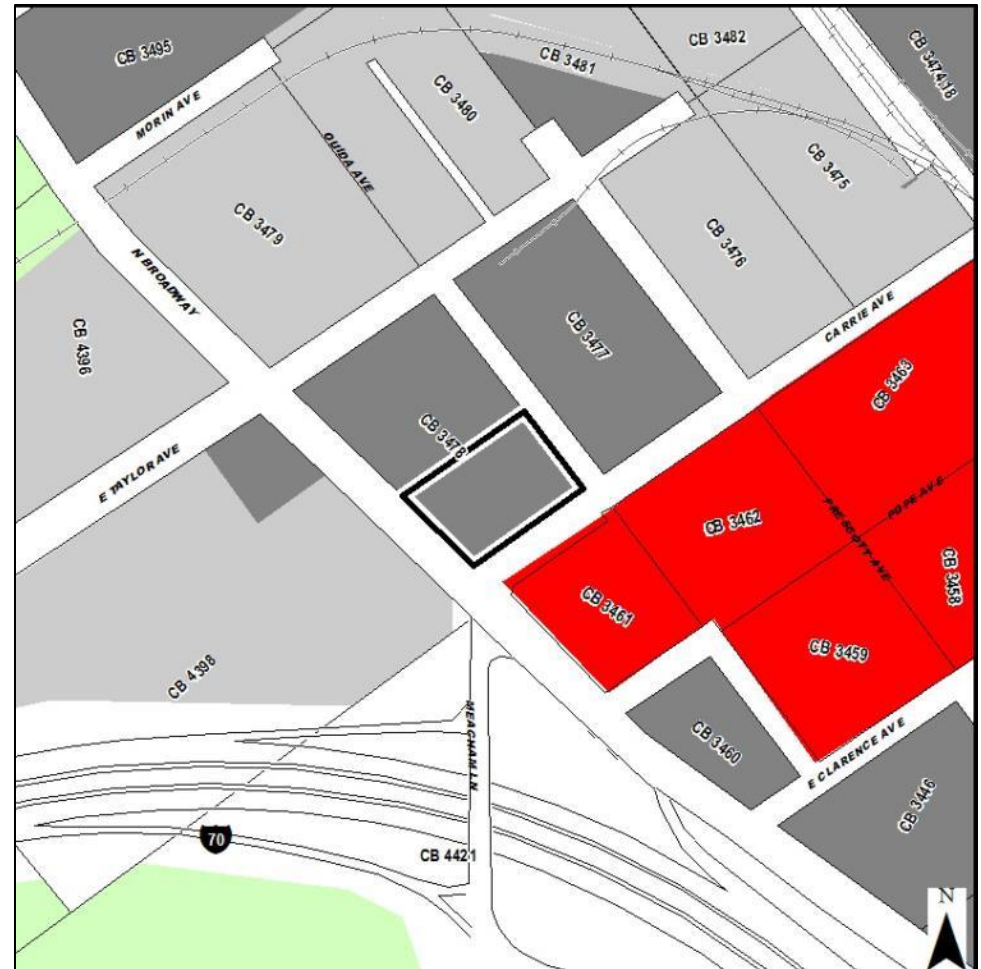 CB 3495
CB 3482
CB 3481
CB 3474.18
MORIN AVE
CB 3480
OUIDA AVE
CB 3475
CB 3479
CB 3476
N BROADWAY
CB 4396
CB 3477
CARRIE AVE
CB 3463
CB 3478
E TAYLOR AVE
CB 3462
POPE AVE
PRESCOTT AVE
CB 3458
CB 3461
CB 3459
CB 4398
MEACHAM LN
CB 3460
E CLARENCE AVE
CB 3446
70
CB 4421
N